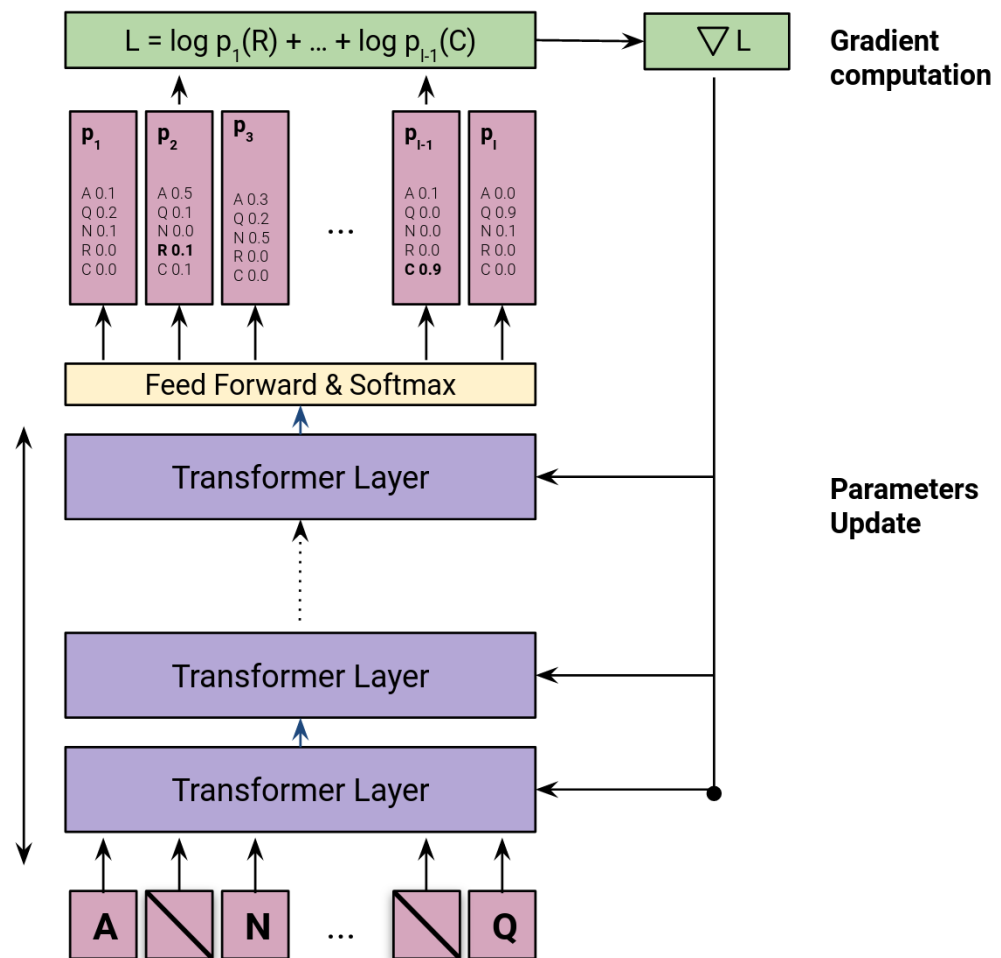 L = log p₁(R) + ... + log pₗ₋₁(C)
▽ L
Gradient
computation
p₁
A 0.1
Q 0.2
N 0.1
R 0.0
C 0.0
p₂
A 0.5
Q 0.1
N 0.0
R 0.1
C 0.1
p₃
A 0.3
Q 0.2
N 0.5
R 0.0
C 0.0
...
pₗ₋₁
A 0.1
Q 0.0
N 0.0
R 0.0
C 0.9
pₗ
A 0.0
Q 0.9
N 0.1
R 0.0
C 0.0
Feed Forward & Softmax
Transformer Layer
Parameters
Update
Transformer Layer
Transformer Layer
A
N
...
Q